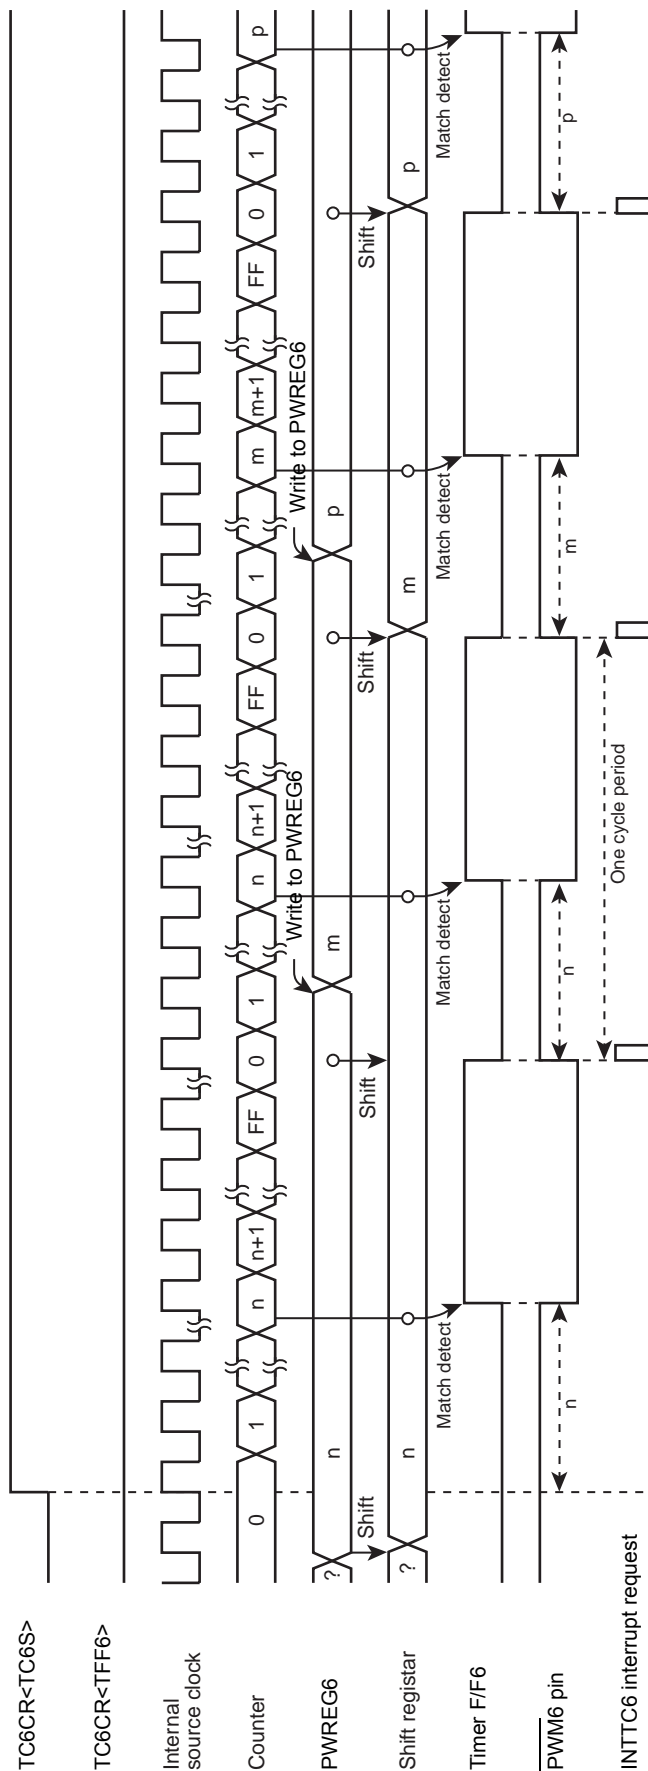 TC6CR<TC6S>
TC6CR<TFF6>
Internal
source clock
Counter 0 1 n n+1 FF 0 1 n n+1 FF 0 1 m m+1 FF 0 1 p
Write to PWREG6 Write to PWREG6
PWREG6 ? n m p
Shift Shift Shift Shift
Shift registar ? n m p
Match detect Match detect Match detect Match detect
Timer F/F6
PWM6 pin n n m p
One cycle period
INTTC6 interrupt request